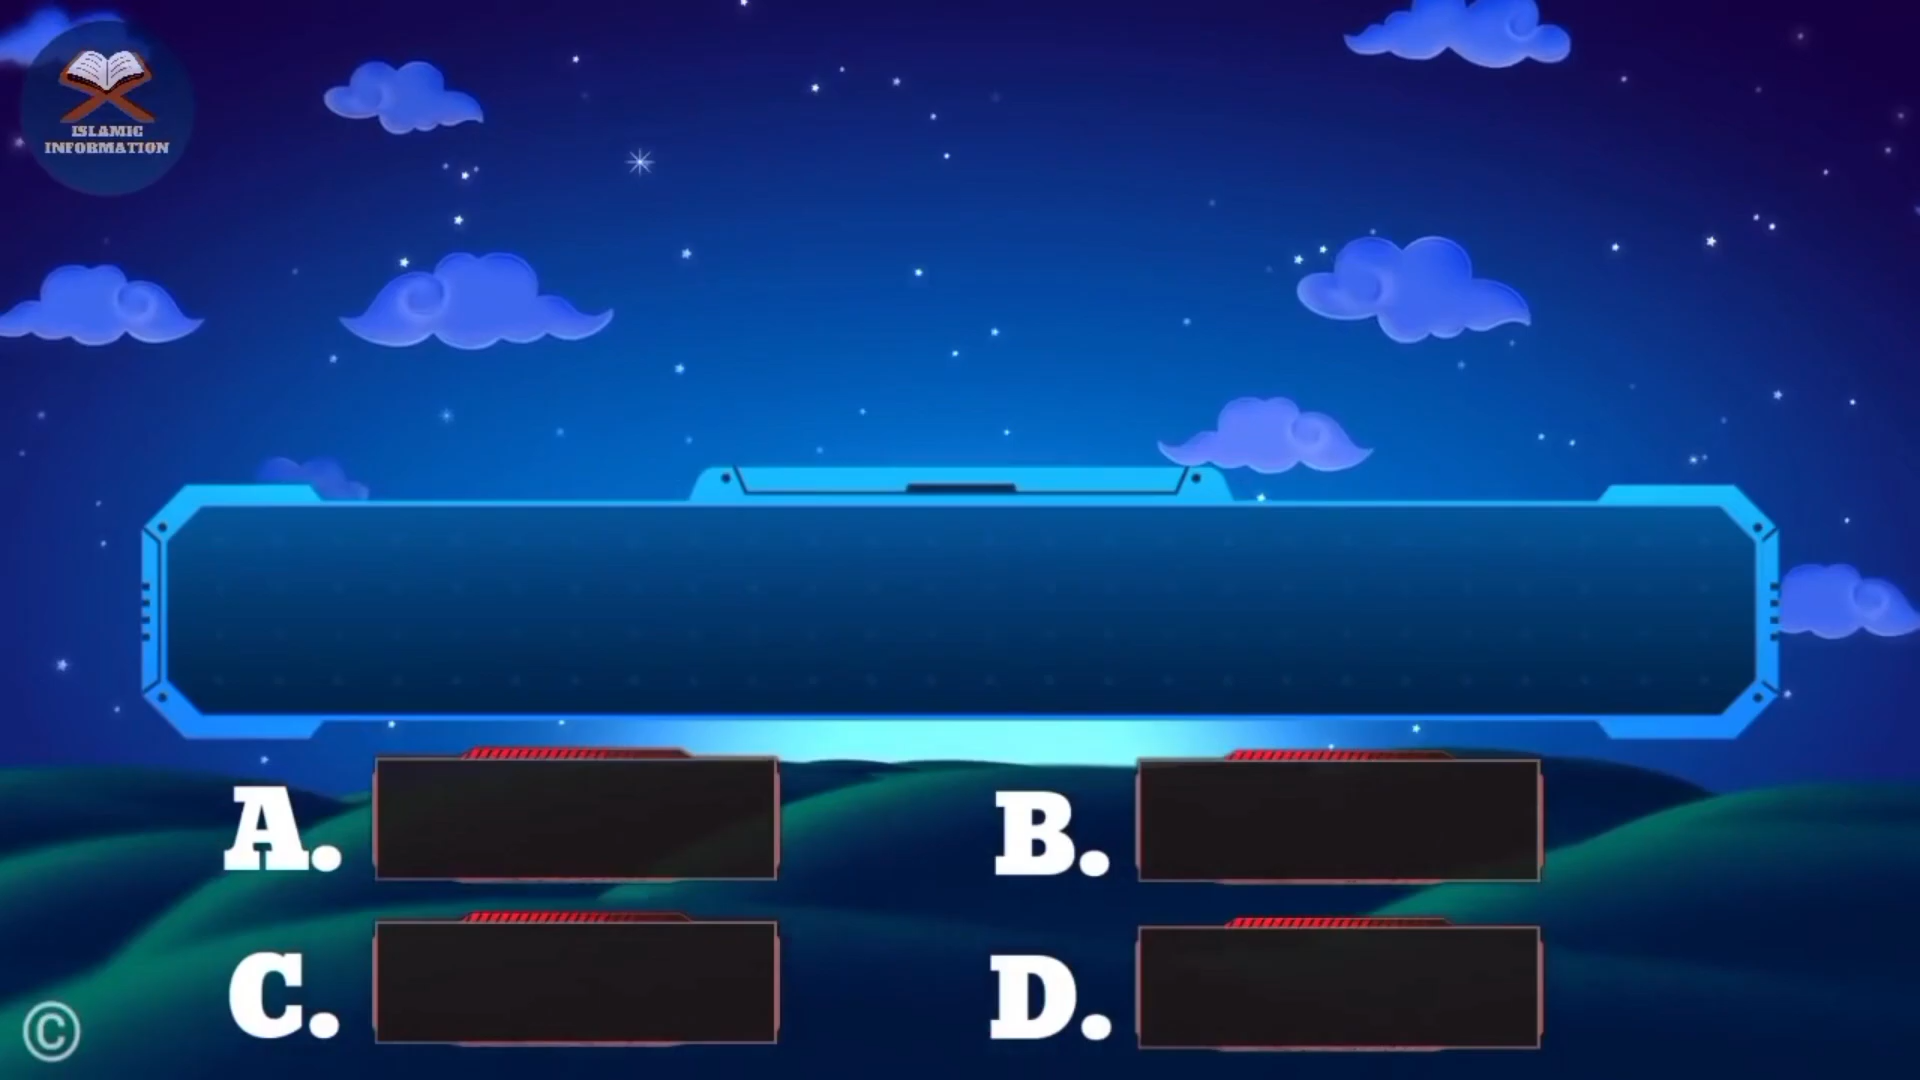 ISLAMIC
INFORMATION
A.
B.
C.
D.
©